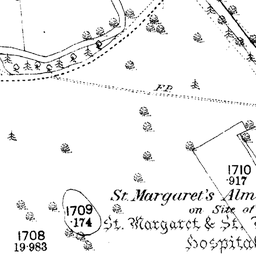 F.P.
1710
.917
St. Margaret's Alm
on Site of
1709
.174
St. Margaret & St.
Hospital
1708
19.983